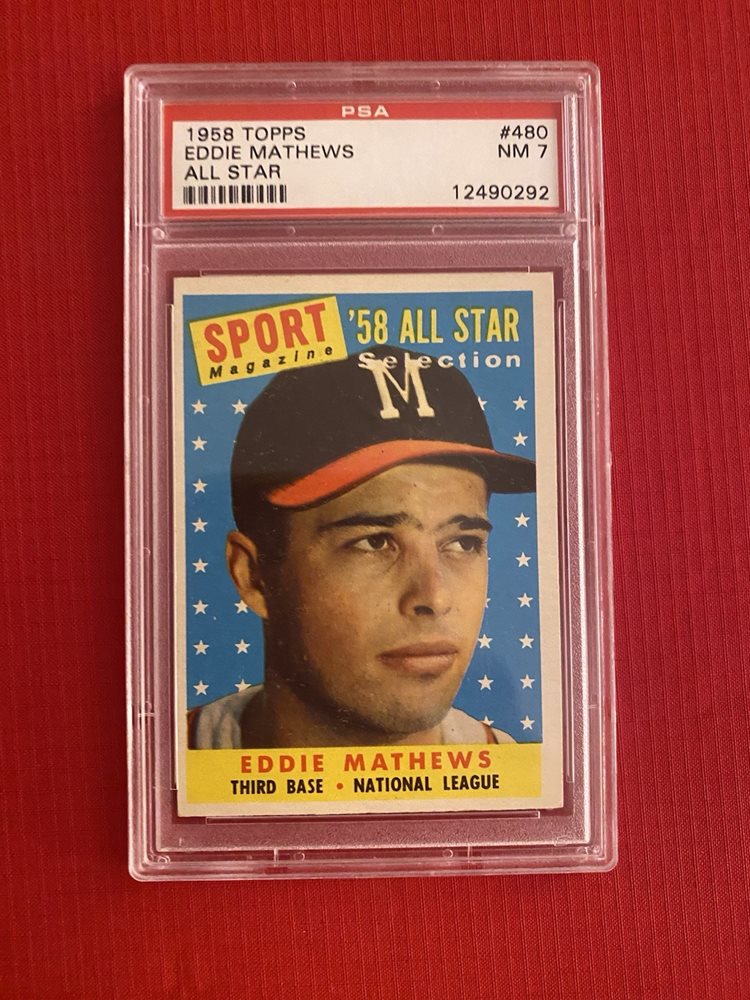 PSA
1958 TOPPS #480
EDDIE MATHEWS NM 7
ALL STAR
12490292
SPORT
Magazine
'58 ALL STAR
Selection
M
EDDIE MATHEWS
THIRD BASE • NATIONAL LEAGUE